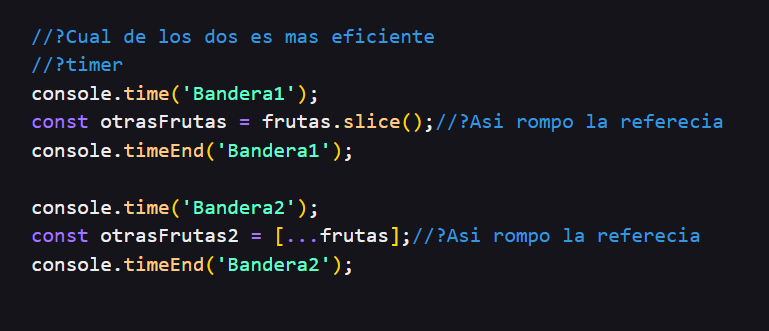 //?Cual de los dos es mas eficiente
//?timer
console.time('Bandera1');
const otrasFrutas = frutas.slice();//?Asi rompo la referecia
console.timeEnd('Bandera1');
console.time('Bandera2');
const otrasFrutas2 = [...frutas];//?Asi rompo la referecia
console.timeEnd('Bandera2');